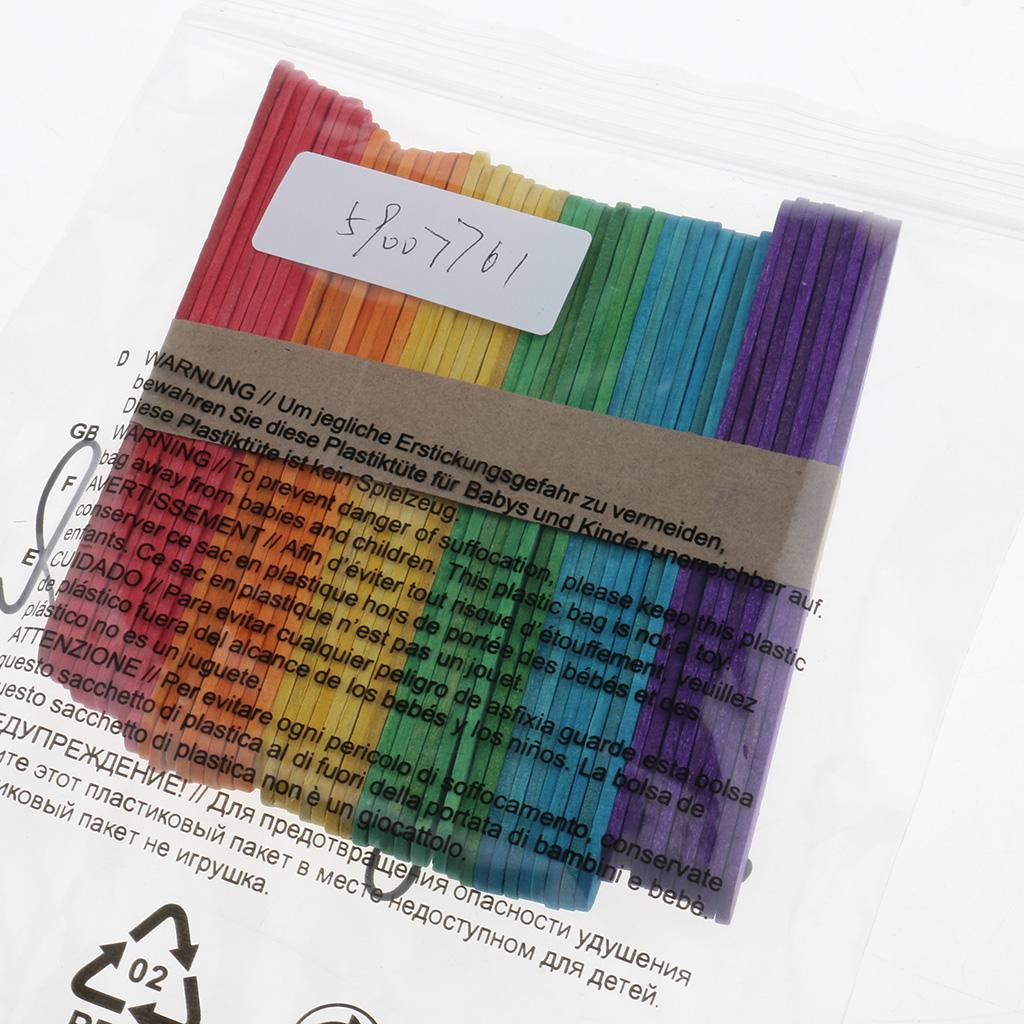 59007761
D WARNUNG // Um jegliche Erstickungsgefahr zu vermeiden,
bewahren Sie diese Plastiktüte für Babys und Kinder unerreichbar auf.
Diese Plastiktüte ist kein Spielzeug
GB WARNING // To prevent danger of suffocation, please keep this plastic
bag away from babies and children. This plastic bag is not a toy.
F AVERTISSEMENT // Afin d'éviter tout risque d'étouffement, veuillez
conserver ce sac en plastique hors de portée des bébés et des
enfants. Ce sac en plastique n'est pas un jouet.
E CUIDADO // Para evitar cualquier peligro de asfixia guarde esta bolsa
de plástico fuera del alcance de los bebés y los niños. La bolsa de
plástico no es un juguete.
ATTENZIONE // Per evitare ogni pericolo di soffocamento, conservate
questo sacchetto di plastica al di fuori della portata di bambini e bebè.
uesto sacchetto di plastica non è un giocattolo.
ЕДУПРЕЖДЕНИЕ! // Для предотвращения опасности удушения
ите этот пластиковый пакет в месте недоступном для детей.
иковый пакет не игрушка.
02